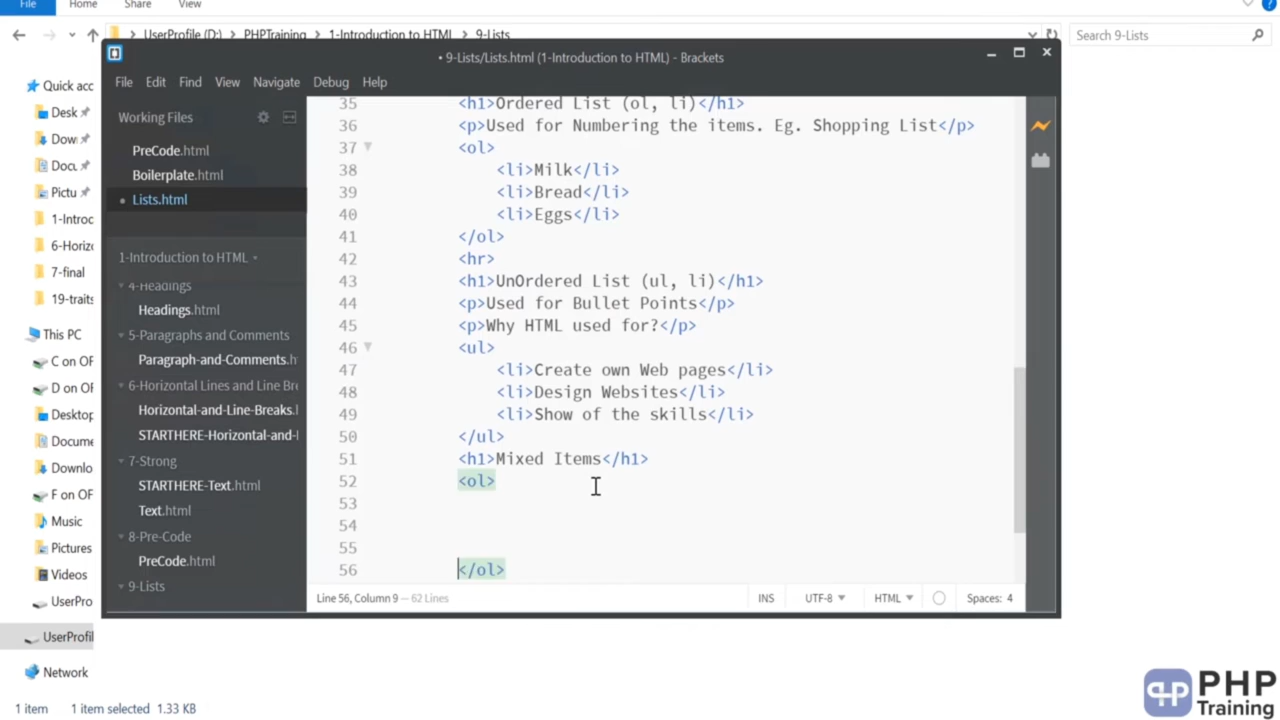 File Home Share View
UserProfile (D:) > PHPTraining > 1-Introduction to HTML > 9-Lists
Search 9-Lists
Quick acc
Desk
Dow
Docu
Pictu
1-Introc
6-Horiz
7-final
19-traits
This PC
C on OF
D on OF
Desktop
Docume
Downlo
F on OF
Music
Pictures
Videos
UserPro
UserProfil
Network
1 item 1 item selected 1.33 KB
• 9-Lists/Lists.html (1-Introduction to HTML) - Brackets
File Edit Find View Navigate Debug Help
Working Files
PreCode.html
Boilerplate.html
• Lists.html
1-Introduction to HTML
4-Headings
Headings.html
5-Paragraphs and Comments
Paragraph-and-Comments.h
6-Horizontal Lines and Line Bre
Horizontal-and-Line-Breaks.
STARTHERE-Horizontal-and-
7-Strong
STARTHERE-Text.html
Text.html
8-Pre-Code
PreCode.html
9-Lists
35 <h1>Ordered List (ol, li)</h1>
36 <p>Used for Numbering the items. Eg. Shopping List</p>
37 <ol>
38 <li>Milk</li>
39 <li>Bread</li>
40 <li>Eggs</li>
41 </ol>
42 <hr>
43 <h1>UnOrdered List (ul, li)</h1>
44 <p>Used for Bullet Points</p>
45 <p>Why HTML used for?</p>
46 <ul>
47 <li>Create own Web pages</li>
48 <li>Design Websites</li>
49 <li>Show of the skills</li>
50 </ul>
51 <h1>Mixed Items</h1>
52 <ol>
53
54
55
56 </ol>
Line 56, Column 9 — 62 Lines INS UTF-8 HTML Spaces: 4
PHP
Training